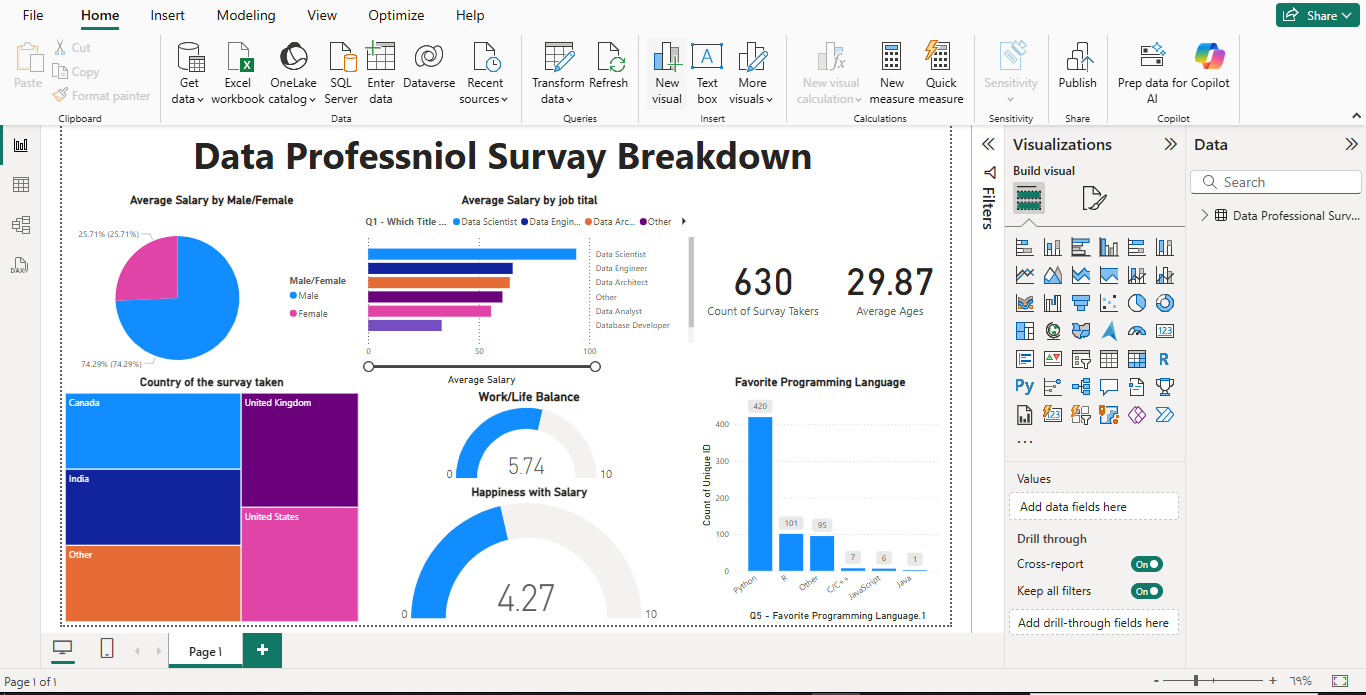 File Home Insert Modeling View Optimize Help Share
Paste Cut Copy Format painter
Get data Excel workbook OneLake catalog SQL Server Enter data Dataverse Recent sources
Transform data Refresh
New visual Text box More visuals
New visual calculation New measure Quick measure
Sensitivity Publish Prep data for AI Copilot
Clipboard Data Queries Insert Calculations Sensitivity Share Copilot
Data Professniol Survay Breakdown
Average Salary by Male/Female
25.71% (25.71%)
74.29% (74.29%)
Male/Female
Male
Female
Average Salary by job tital
Q1 - Which Title ... Data Scientist Data Engin... Data Arc... Other
Data Scientist
Data Engineer
Data Architect
Other
Data Analyst
Database Developer
0 50 100
Average Salary
630
Count of Survay Takers
29.87
Average Ages
Country of the survay taken
Canada
United Kingdom
India
United States
Other
Work/Life Balance
5.74
0 10
Happiness with Salary
4.27
0 10
Favorite Programming Language
Count of Unique ID
400
300
200
100
0
420
101
95
7
6
1
Python
R
Other
C/C++
JavaScript
Java
Q5 - Favorite Programming Language.1
Filters
Visualizations
Build visual
123
R
Py
123
...
Values
Add data fields here
Drill through
Cross-report On
Keep all filters On
Add drill-through fields here
Data
Search
Data Professional Surv...
DAX
Page 1 +
Page 1 of 1
- + 79%